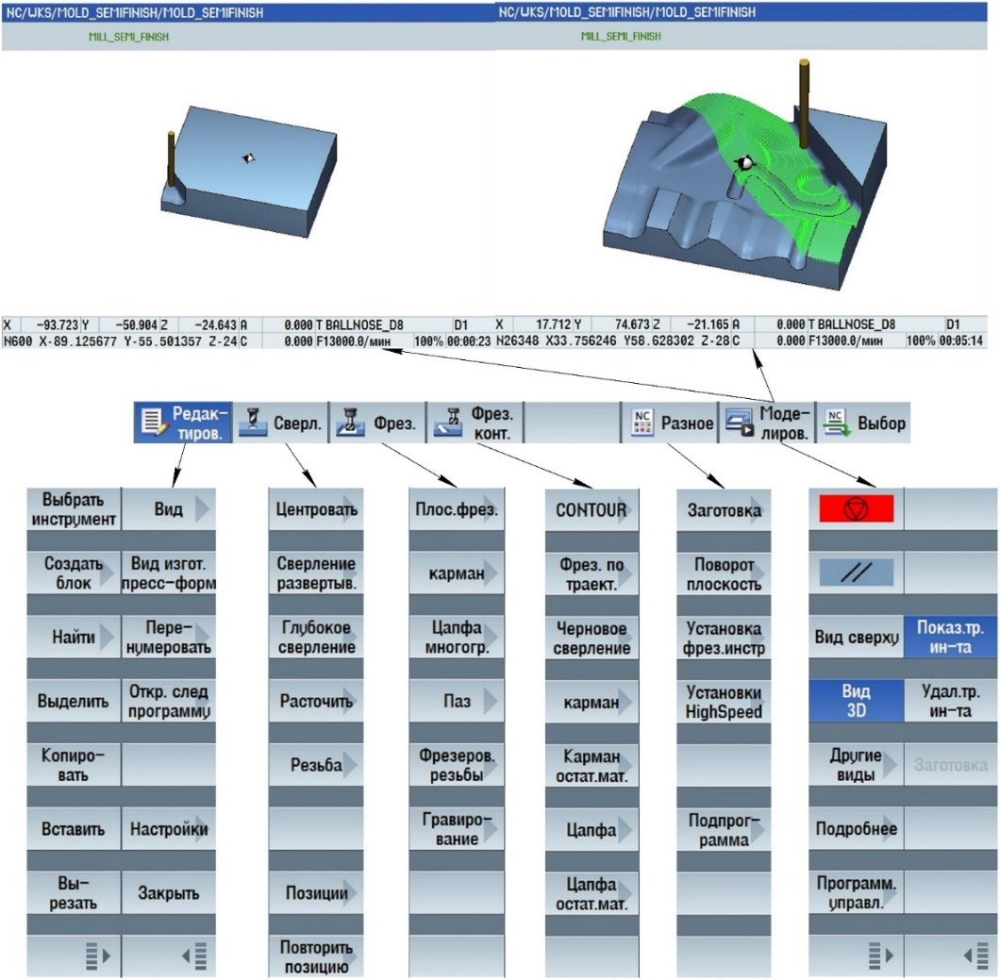 NC/WKS/MOLD_SEMIFINISH/MOLD_SEMIFINISH
MILL_SEMI_FINISH
X -93.723 Y -50.904 Z -24.643 A 0.000 T BALLNOSE_D8 D1
N600 X-89.125677 Y-55.501357 Z-24 C 0.000 F13000.0/мин 100% 00:00:23
NC/WKS/MOLD_SEMIFINISH/MOLD_SEMIFINISH
MILL_SEMI_FINISH
X 17.712 Y 74.673 Z -21.165 A 0.000 T BALLNOSE_D8 D1
N26348 X33.756246 Y58.628302 Z-28 C 0.000 F13000.0/мин 100% 00:05:14
Редак-
тиров.
Сверл.
Фрез.
Фрез.
конт.
NC
Разное
Моде-
лиров.
NC
Выбор
Выбрать
инструмент
Создать
блок
Найти
Выделить
Копиро-
вать
Вставить
Вы-
резать
Вид
Вид изгот.
пресс-форм
Пере-
нумеровать
Откр. след
программу
Настройки
Закрыть
Центровать
Сверление
развертыв.
Глубокое
сверление
Расточить
Резьба
Позиции
Повторить
позицию
Плос.фрез.
карман
Цапфа
многогр.
Паз
Фрезеров.
резьбы
Гравиро-
вание
CONTOUR
Фрез. по
траект.
Черновое
сверление
карман
Карман
остат.мат.
Цапфа
Цапфа
остат.мат.
Заготовка
Поворот
плоскость
Установка
фрез.инстр
Установки
HighSpeed
Подпрог-
рамма
Вид сверху
Вид
3D
Другие
виды
Подробнее
Программ.
управл.
Показ.тр.
ин-та
Удал.тр.
ин-та
Заготовка